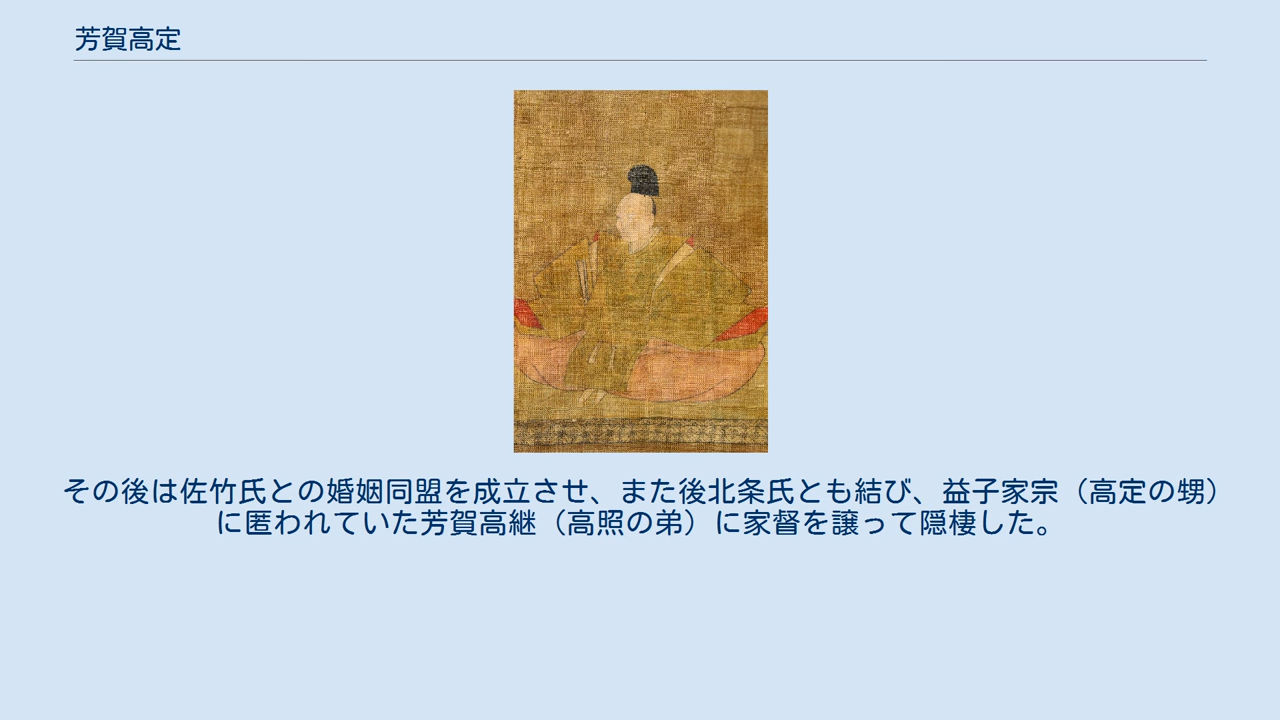 芳賀高定
その後は佐竹氏との婚姻同盟を成立させ、また後北条氏とも結び、益子家宗（高定の甥）
に匿われていた芳賀高継（高照の弟）に家督を譲って隠棲した。